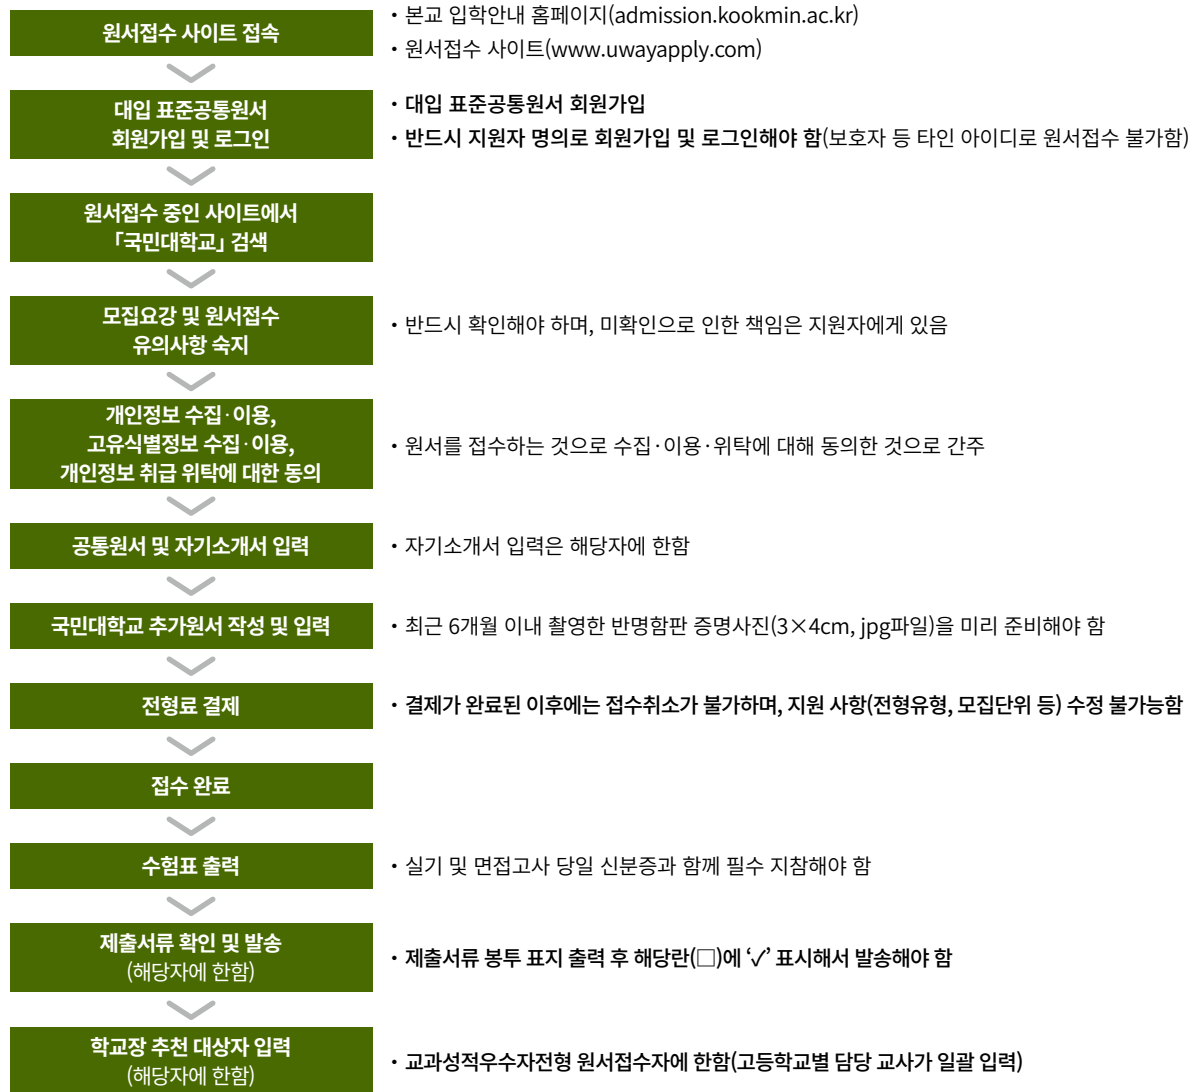 원서접수 사이트 접속
• 본교 입학안내 홈페이지(admission.kookmin.ac.kr)
• 원서접수 사이트(www.uwayapply.com)
대입 표준공통원서
회원가입 및 로그인
• 대입 표준공통원서 회원가입
• 반드시 지원자 명의로 회원가입 및 로그인해야 함(보호자 등 타인 아이디로 원서접수 불가함)
원서접수 중인 사이트에서
「국민대학교」 검색
모집요강 및 원서접수
유의사항 숙지
• 반드시 확인해야 하며, 미확인으로 인한 책임은 지원자에게 있음
개인정보 수집·이용,
고유식별정보 수집·이용,
개인정보 취급 위탁에 대한 동의
• 원서를 접수하는 것으로 수집·이용·위탁에 대해 동의한 것으로 간주
공통원서 및 자기소개서 입력
• 자기소개서 입력은 해당자에 한함
국민대학교 추가원서 작성 및 입력
• 최근 6개월 이내 촬영한 반명함판 증명사진(3×4cm, jpg파일)을 미리 준비해야 함
전형료 결제
• 결제가 완료된 이후에는 접수취소가 불가하며, 지원 사항(전형유형, 모집단위 등) 수정 불가능함
접수 완료
수험표 출력
• 실기 및 면접고사 당일 신분증과 함께 필수 지참해야 함
제출서류 확인 및 발송
(해당자에 한함)
• 제출서류 봉투 표지 출력 후 해당란(□)에 ‘✓’ 표시해서 발송해야 함
학교장 추천 대상자 입력
(해당자에 한함)
• 교과성적우수자전형 원서접수자에 한함(고등학교별 담당 교사가 일괄 입력)